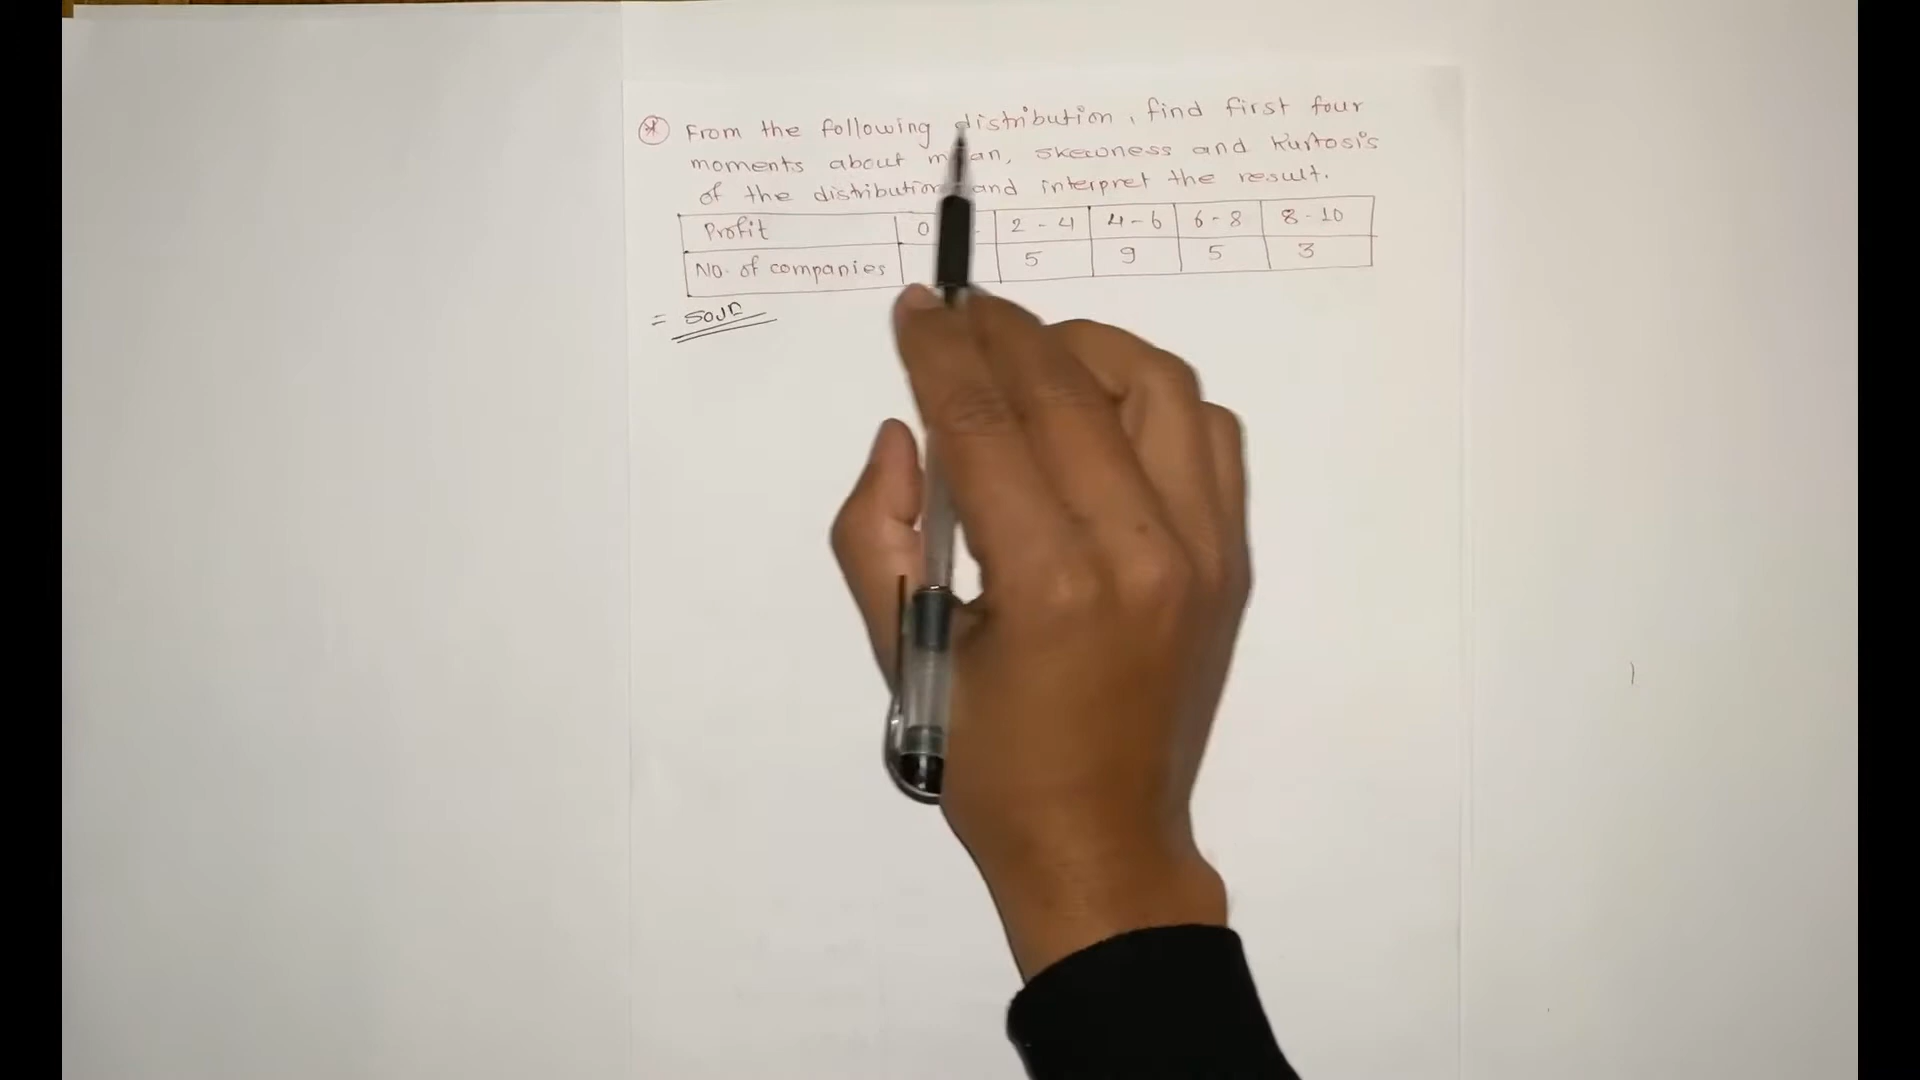 * From the following distribution, find first four
moments about mean, skewness and kurtosis
of the distribution and interpret the result.
Profit 0 2 - 4 4 - 6 6 - 8 8 - 10
No. of companies 5 9 5 3
= Soln